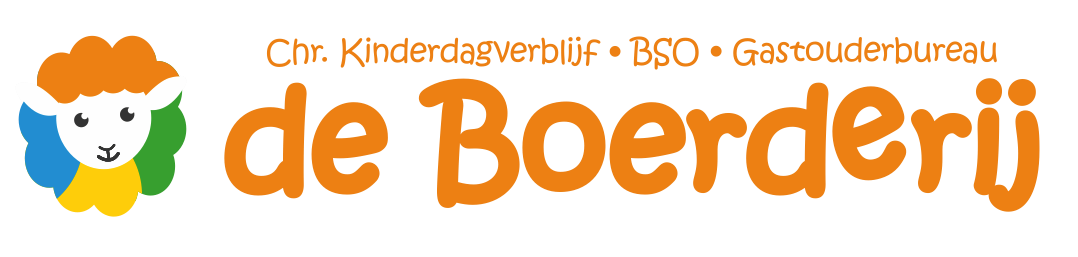 Chr. Kinderdagverblijf • BSO • Gastouderbureau
de Boerderij